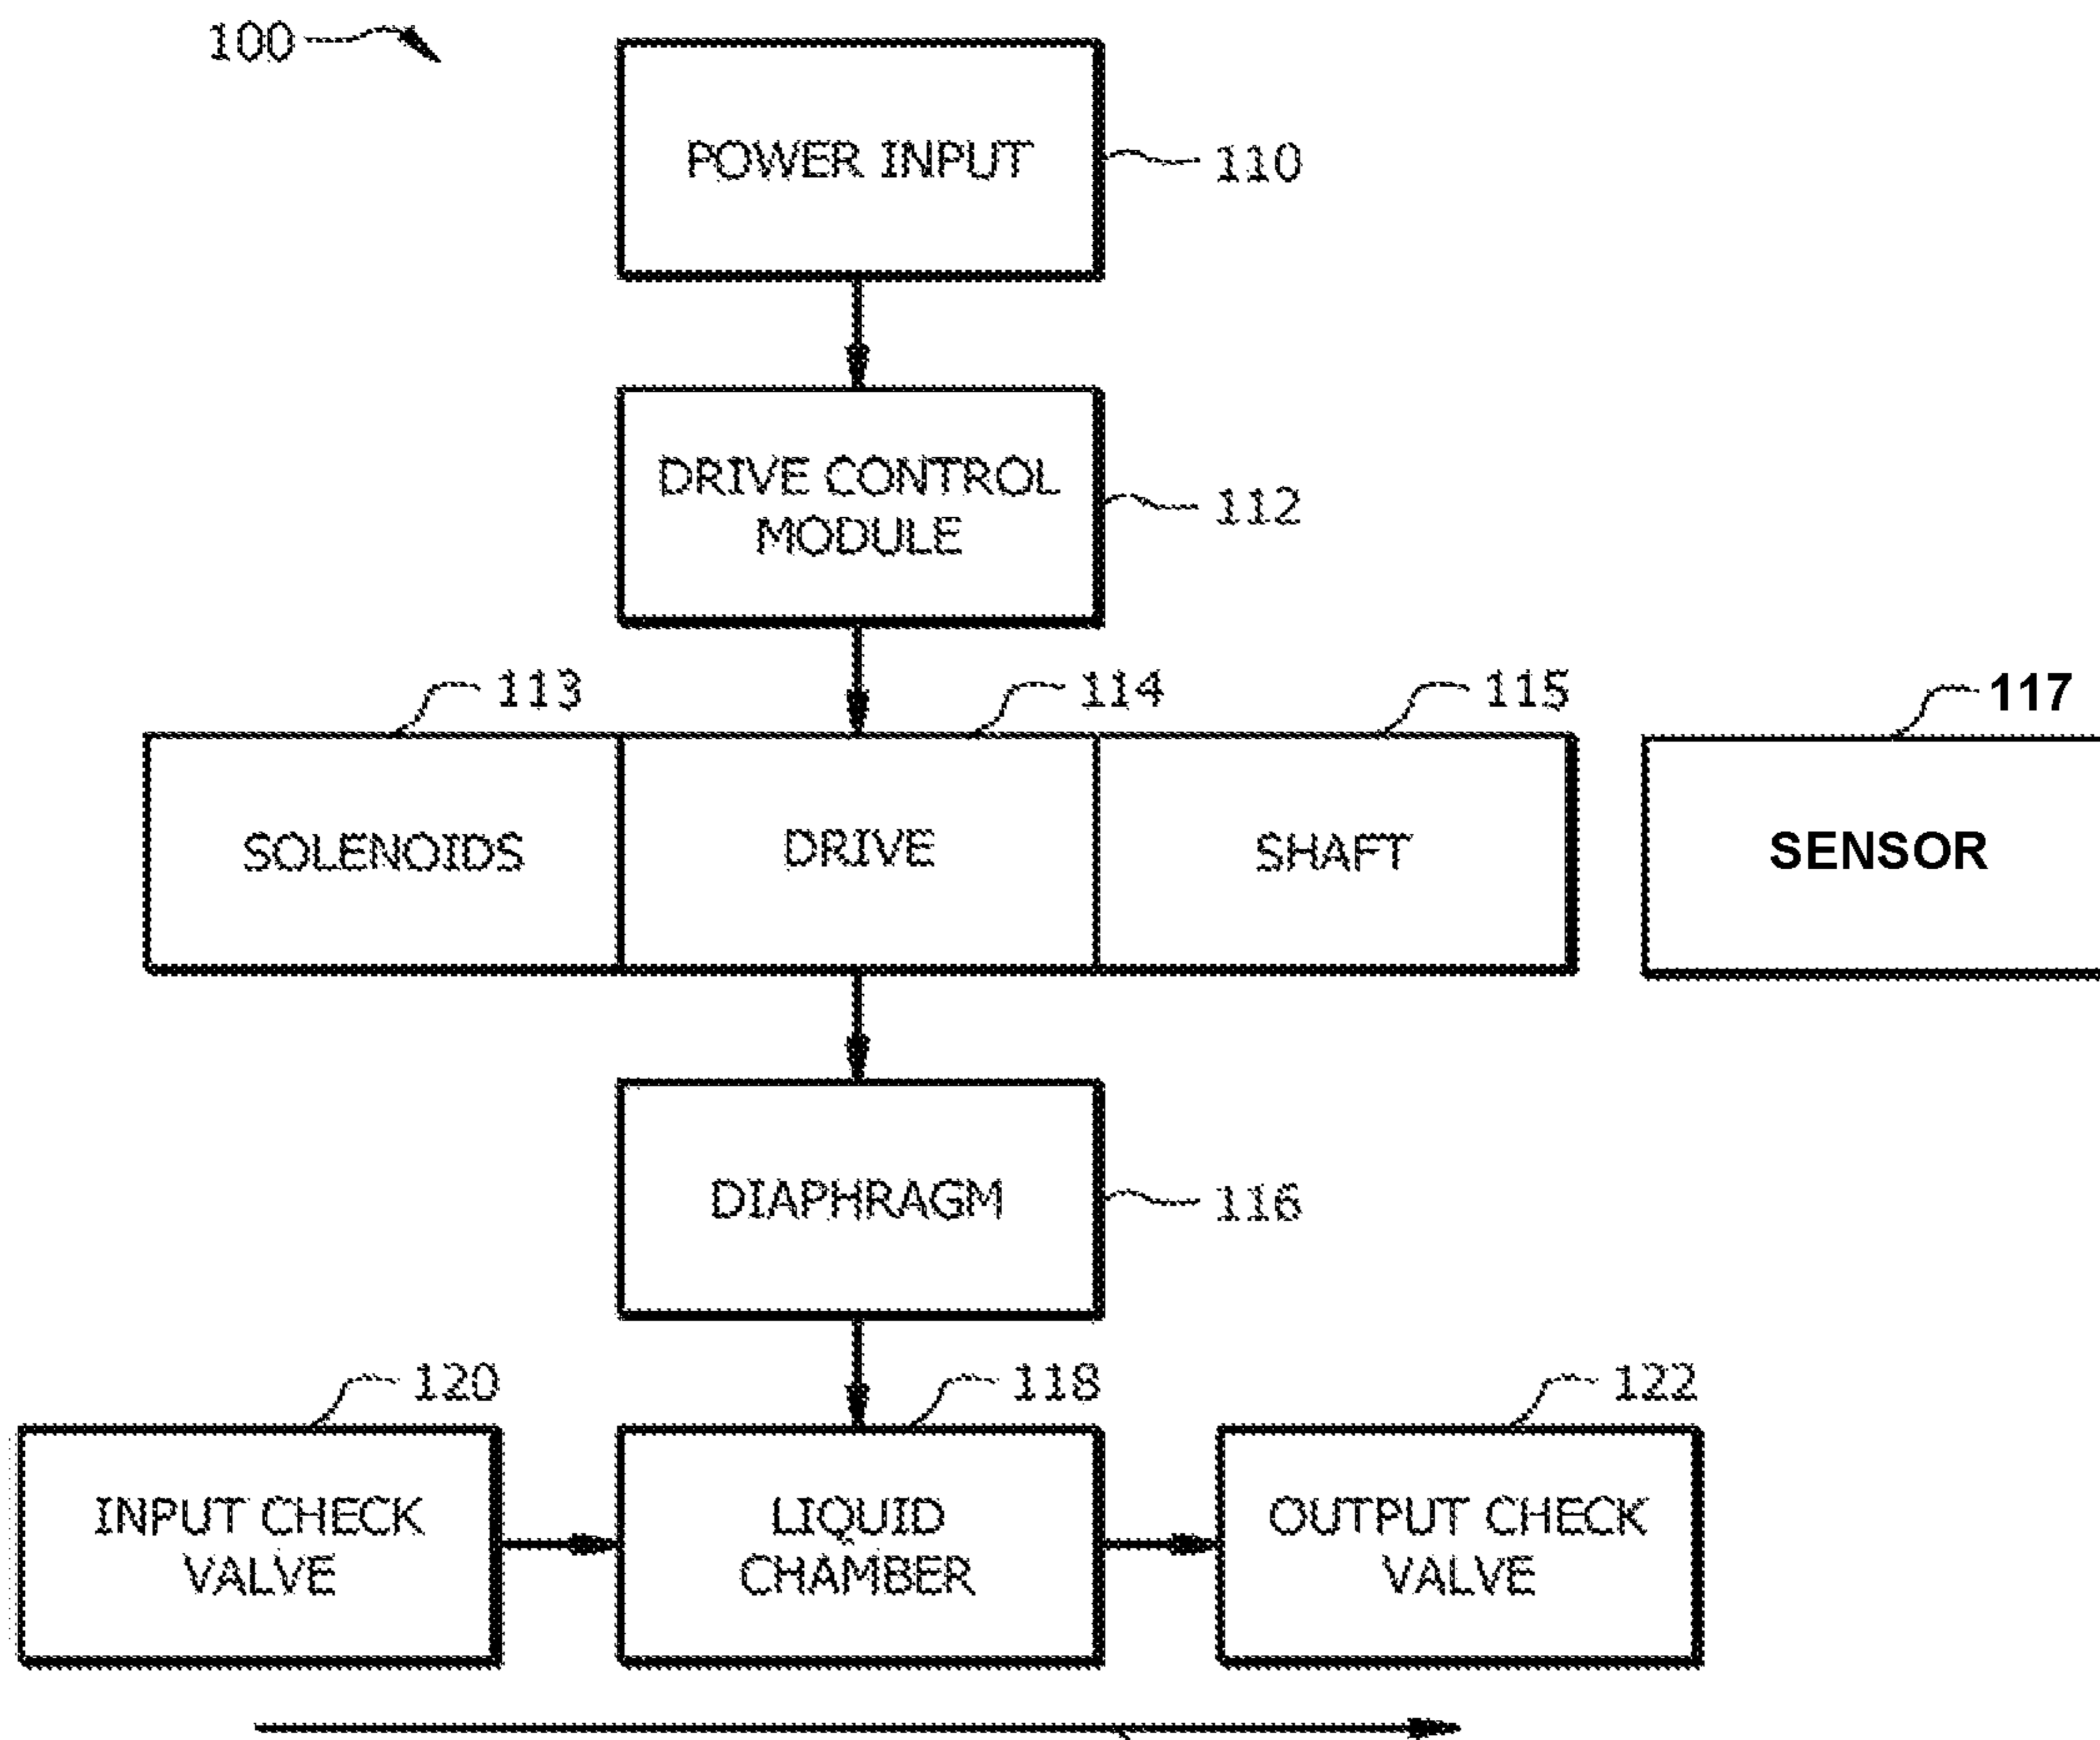 100
POWER INPUT
110
DRIVE CONTROL
MODULE
112
113
114
115
117
SOLENOIDS
DRIVE
SHAFT
SENSOR
DIAPHRAGM
116
120
118
122
INPUT CHECK
VALVE
LIQUID
CHAMBER
OUTPUT CHECK
VALVE